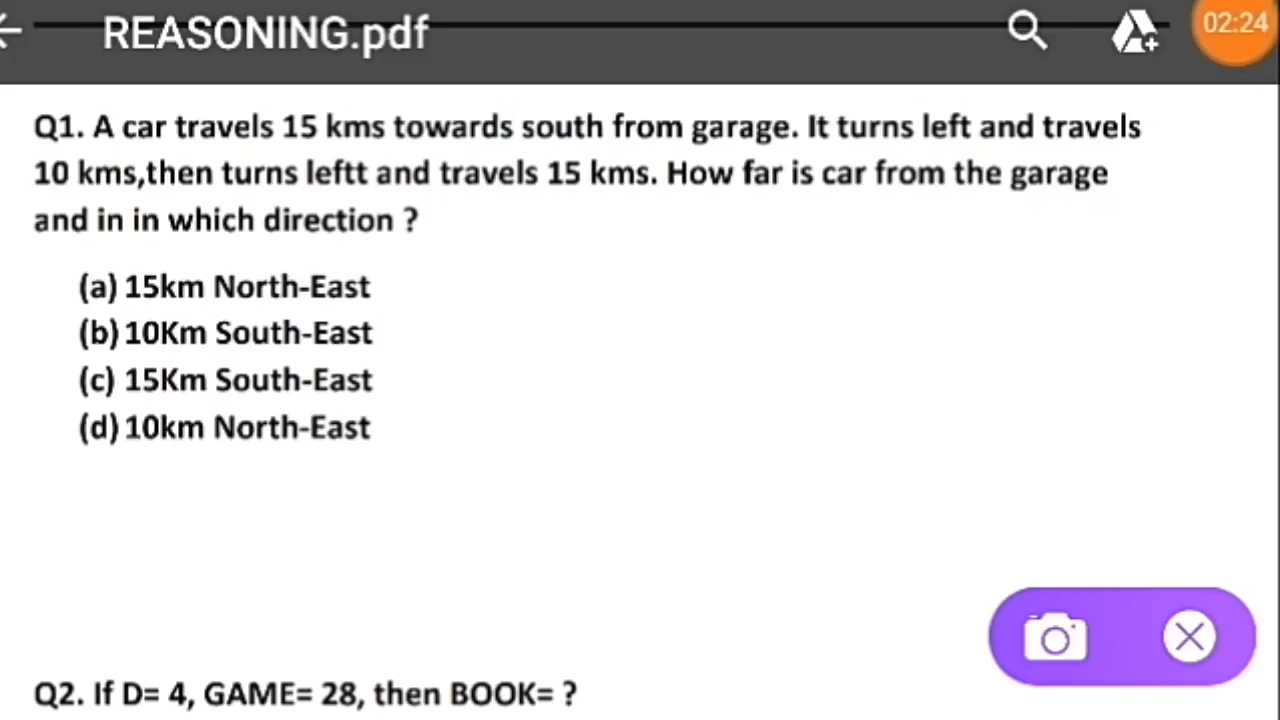 REASONING.pdf
02:24
Q1. A car travels 15 kms towards south from garage. It turns left and travels
10 kms,then turns leftt and travels 15 kms. How far is car from the garage
and in in which direction ?
(a) 15km North-East
(b) 10Km South-East
(c) 15Km South-East
(d) 10km North-East
Q2. If D= 4, GAME= 28, then BOOK= ?